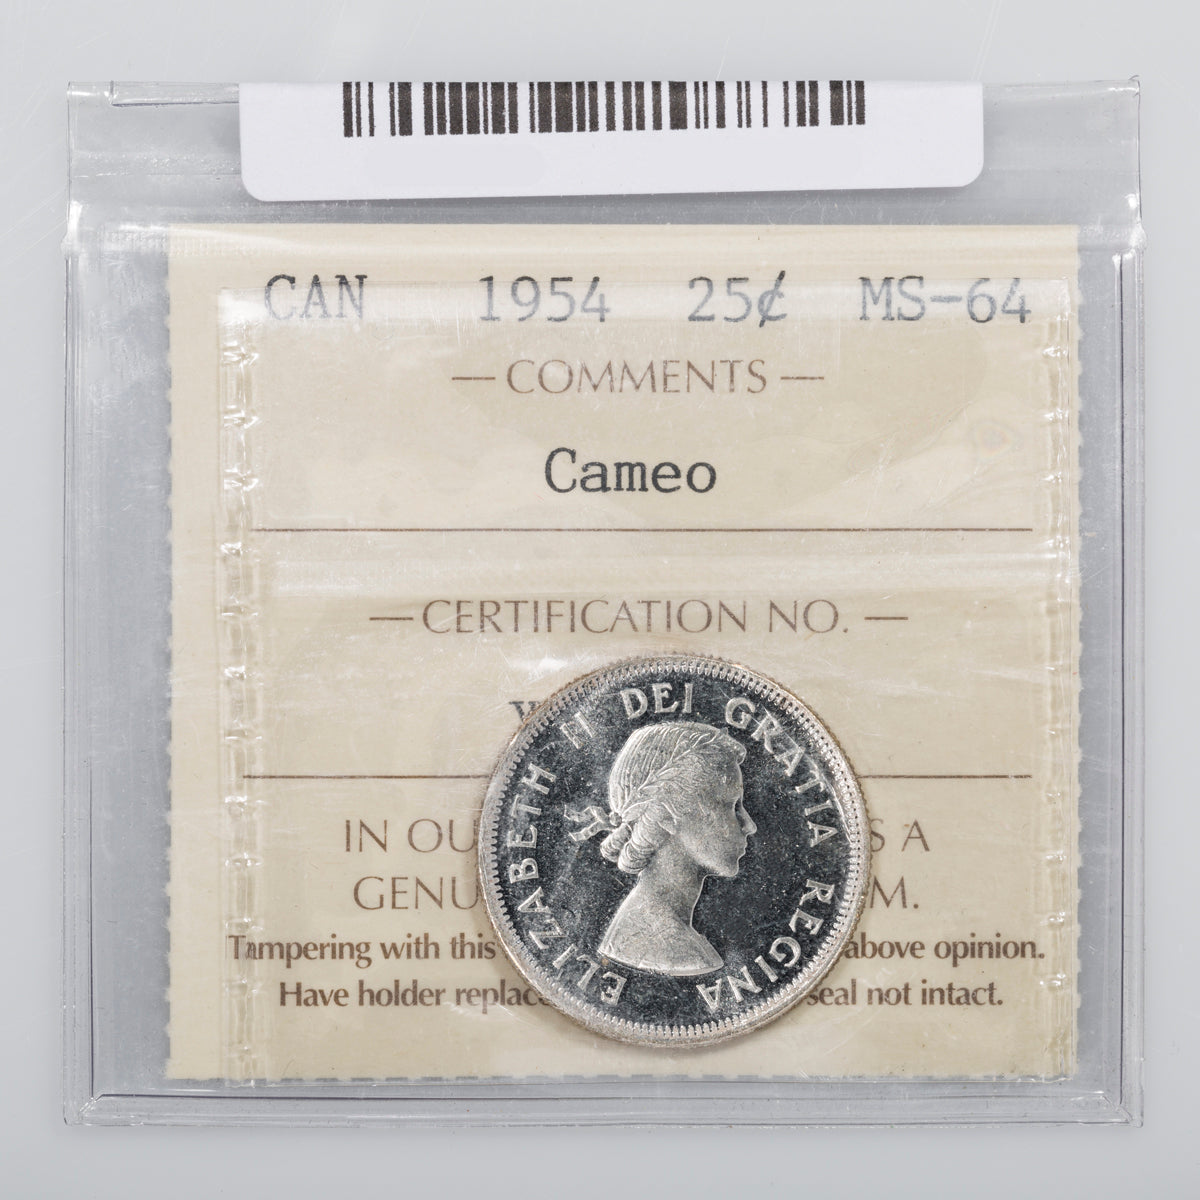 CAN 1954 25¢ MS-64
— COMMENTS —
Cameo
— CERTIFICATION NO. —
IN OU S A
GENU M.
Tampering with this above opinion.
Have holder replac seal not intact.
ELIZABETH II DEI GRATIA REGINA